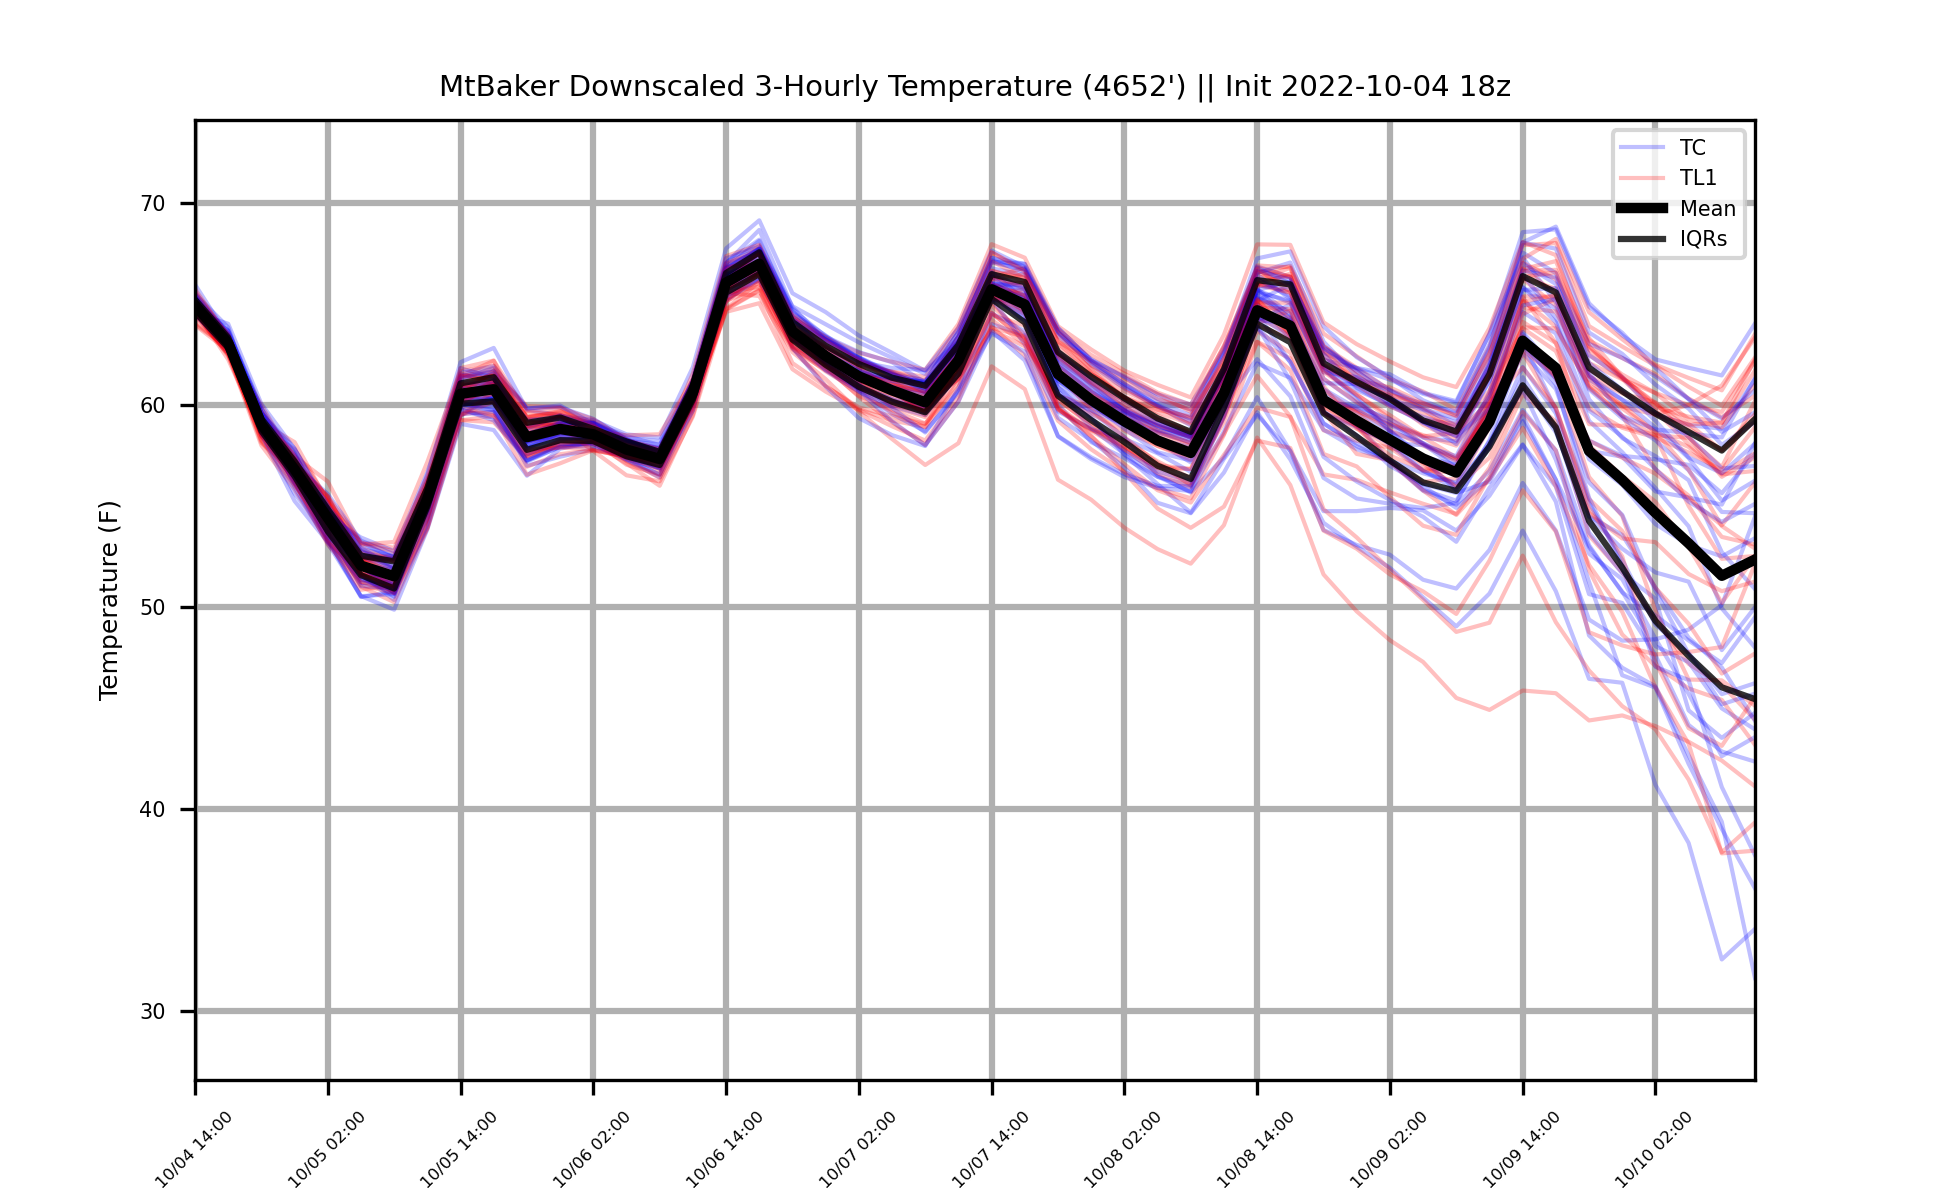 MtBaker Downscaled 3-Hourly Temperature (4652') || Init 2022-10-04 18z
TC
TL1
Mean
IQRs
Temperature (F)
70
60
50
40
30
10/04 14:00
10/05 02:00
10/05 14:00
10/06 02:00
10/06 14:00
10/07 02:00
10/07 14:00
10/08 02:00
10/08 14:00
10/09 02:00
10/09 14:00
10/10 02:00